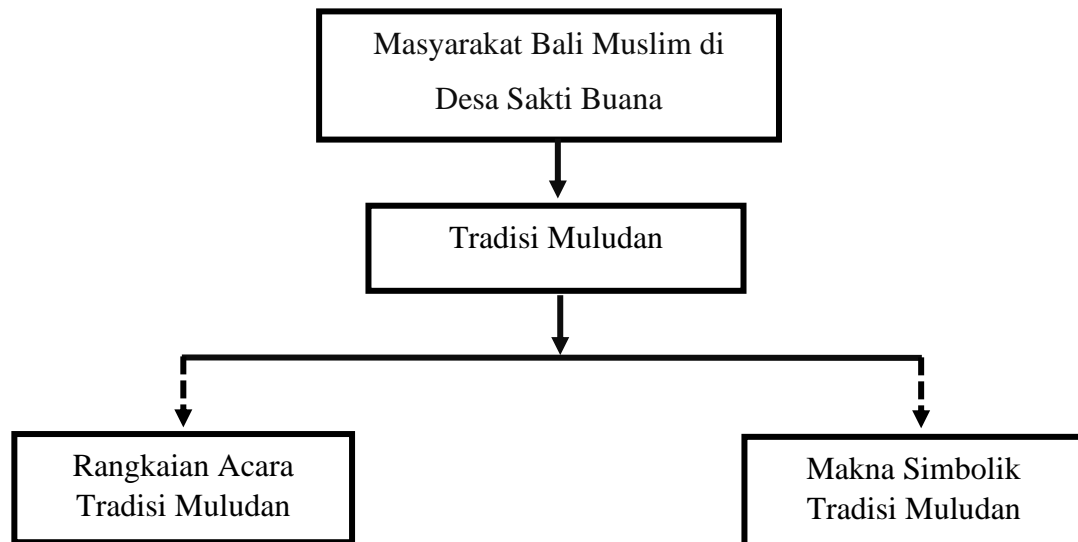 Masyarakat Bali Muslim di
Desa Sakti Buana
Tradisi Muludan
Rangkaian Acara
Tradisi Muludan
Makna Simbolik
Tradisi Muludan